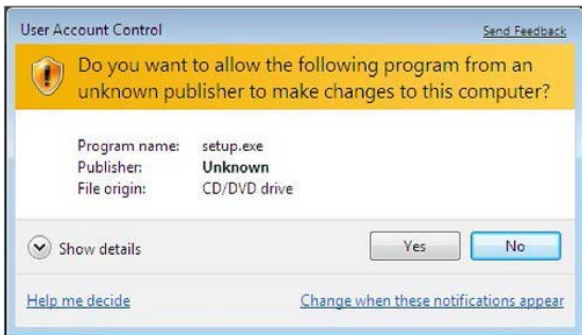 User Account Control
Send Feedback
Do you want to allow the following program from an
unknown publisher to make changes to this computer?
Program name: setup.exe
Publisher: Unknown
File origin: CD/DVD drive
Show details
Yes
No
Help me decide
Change when these notifications appear